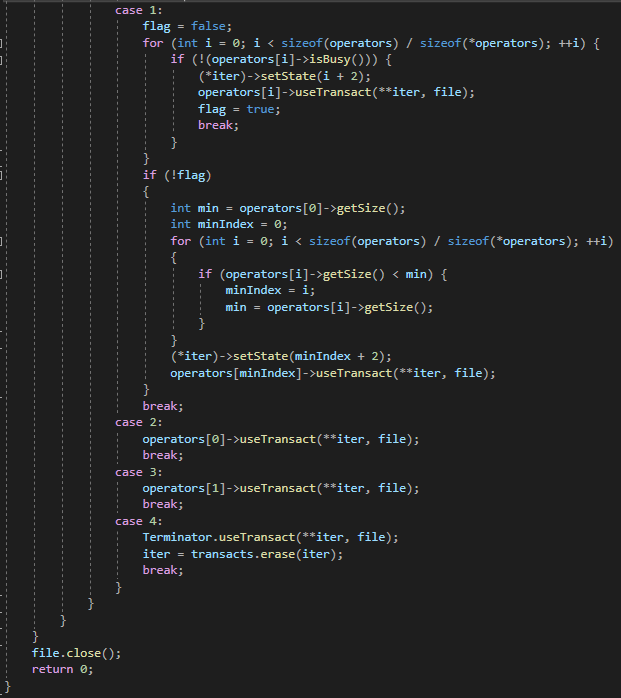 case 1:
flag = false;
for (int i = 0; i < sizeof(operators) / sizeof(*operators); ++i) {
if (!(operators[i]->isBusy())) {
(*iter)->setState(i + 2);
operators[i]->useTransact(**iter, file);
flag = true;
break;
}
}
if (!flag)
{
int min = operators[0]->getSize();
int minIndex = 0;
for (int i = 0; i < sizeof(operators) / sizeof(*operators); ++i)
{
if (operators[i]->getSize() < min) {
minIndex = i;
min = operators[i]->getSize();
}
}
(*iter)->setState(minIndex + 2);
operators[minIndex]->useTransact(**iter, file);
}
break;
case 2:
operators[0]->useTransact(**iter, file);
break;
case 3:
operators[1]->useTransact(**iter, file);
break;
case 4:
Terminator.useTransact(**iter, file);
iter = transacts.erase(iter);
break;
}
}
}
}
file.close();
return 0;
}